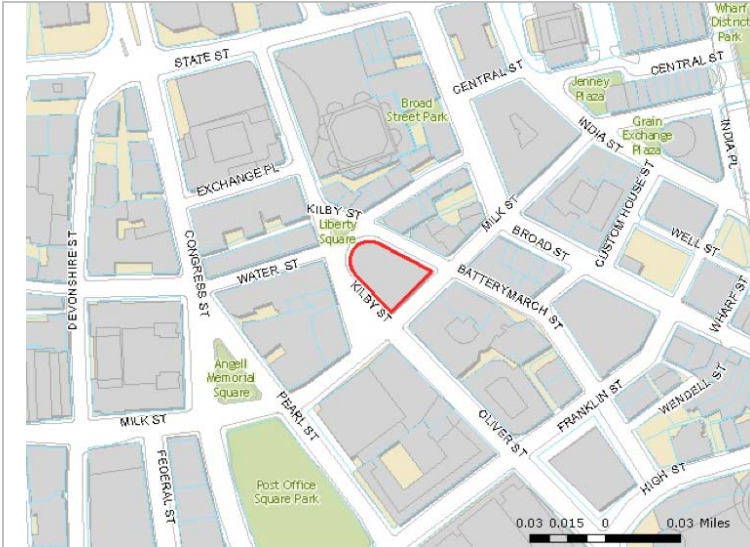 Wharf
District
Park
STATE ST
CENTRAL ST
CENTRAL ST
Jenney
Plaza
Broad
Street Park
INDIA ST
Grain
Exchange
Plaza
INDIA PL
EXCHANGE PL
CUSTOM HOUSE ST
KILBY ST
Liberty
Square
MILK ST
BROAD ST
WELL ST
DEVONSHIRE ST
CONGRESS ST
WATER ST
KILBY ST
BATTERYMARCH ST
WHARF ST
Angell
Memorial
Square
PEARL ST
MILK ST
FEDERAL ST
OLIVER ST
FRANKLIN ST
WENDELL ST
HIGH ST
Post Office
Square Park
0.03 0.015 0 0.03 Miles